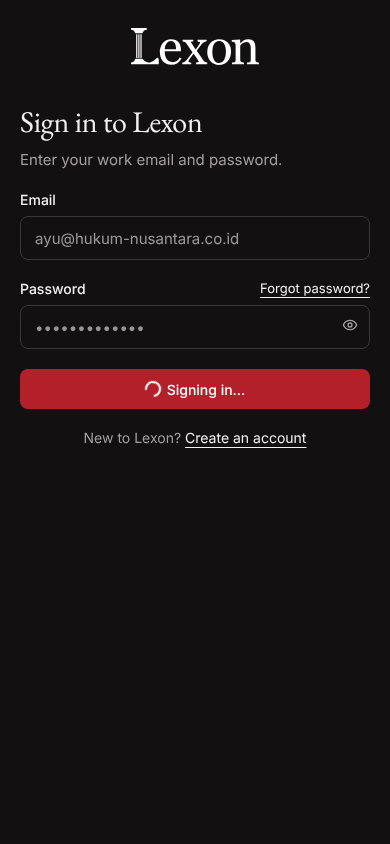 Lexon
Sign in to Lexon
Enter your work email and password.
Email
ayu@hukum-nusantara.co.id
Password Forgot password?
•••••••••••••
Signing in...
New to Lexon? Create an account